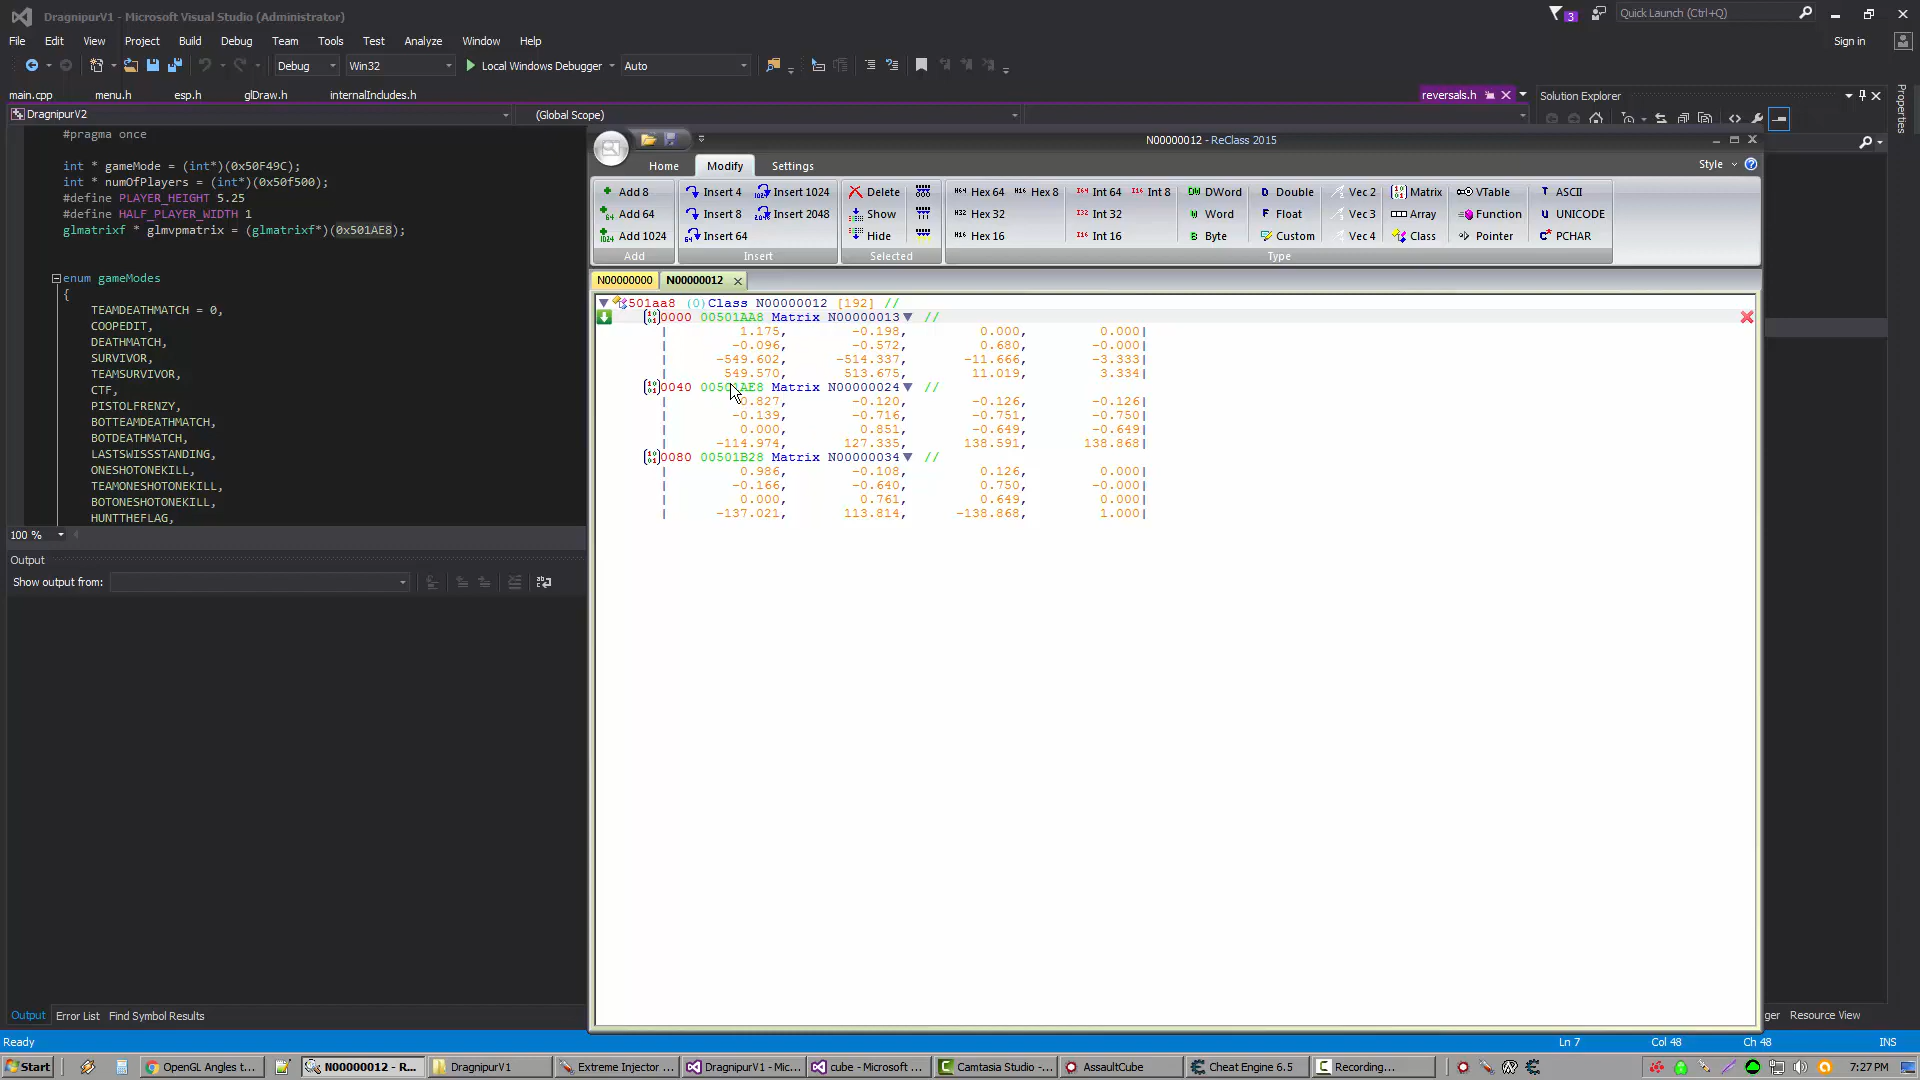 DragnipurV1 - Microsoft Visual Studio (Administrator)
3
Quick Launch (Ctrl+Q)
File Edit View Project Build Debug Team Tools Test Analyze Window Help
Sign in
Debug Win32 Local Windows Debugger Auto
main.cpp menu.h esp.h glDraw.h internalIncludes.h reversals.h
Solution Explorer
Properties
DragnipurV2 (Global Scope)
#pragma once
int * gameMode = (int*)(0x50F49C);
int * numOfPlayers = (int*)(0x50f500);
#define PLAYER_HEIGHT 5.25
#define HALF_PLAYER_WIDTH 1
glmatrixf * glmvpmatrix = (glmatrixf*)(0x501AE8);
enum gameModes
{
TEAMDEATHMATCH = 0,
COOPEDIT,
DEATHMATCH,
SURVIVOR,
TEAMSURVIVOR,
CTF,
PISTOLFRENZY,
BOTTEAMDEATHMATCH,
BOTDEATHMATCH,
LASTSWISSSTANDING,
ONESHOTONEKILL,
TEAMONESHOTONEKILL,
BOTONESHOTONEKILL,
HUNTTHEFLAG,
100 %
Output
Show output from:
Output Error List Find Symbol Results
N00000012 - ReClass 2015
Home Modify Settings
Style
Add 8 Insert 4 Insert 1024 Delete Hex 64 Hex 8 Int 64 Int 8 DWord Double Vec 2 Matrix VTable ASCII
Add 64 Insert 8 Insert 2048 Show Hex 32 Int 32 Word Float Vec 3 Array Function UNICODE
Add 1024 Insert 64 Hide Hex 16 Int 16 Byte Custom Vec 4 Class Pointer PCHAR
Add Insert Selected Type
N00000000 N00000012
501aa8 (0)Class N00000012 [192] //
0000 00501AA8 Matrix N00000013 //
| 1.175, -0.198, 0.000, 0.000|
| -0.096, -0.572, 0.680, -0.000|
| -549.602, -514.337, -11.666, -3.333|
| 549.570, 513.675, 11.019, 3.334|
0040 00501AE8 Matrix N00000024 //
| 0.827, -0.120, -0.126, -0.126|
| -0.139, -0.716, -0.751, -0.750|
| 0.000, 0.851, -0.649, -0.649|
| -114.974, 127.335, 138.591, 138.868|
0080 00501B28 Matrix N00000034 //
| 0.986, -0.108, 0.126, 0.000|
| -0.166, -0.640, 0.750, -0.000|
| 0.000, 0.761, 0.649, 0.000|
| -137.021, 113.814, -138.868, 1.000|
ger Resource View
Ready Ln 7 Col 48 Ch 48 INS
Start OpenGL Angles t... N00000012 - R... DragnipurV1 Extreme Injector ... DragnipurV1 - Mic... cube - Microsoft ... Camtasia Studio -... AssaultCube Cheat Engine 6.5 Recording... 7:27 PM